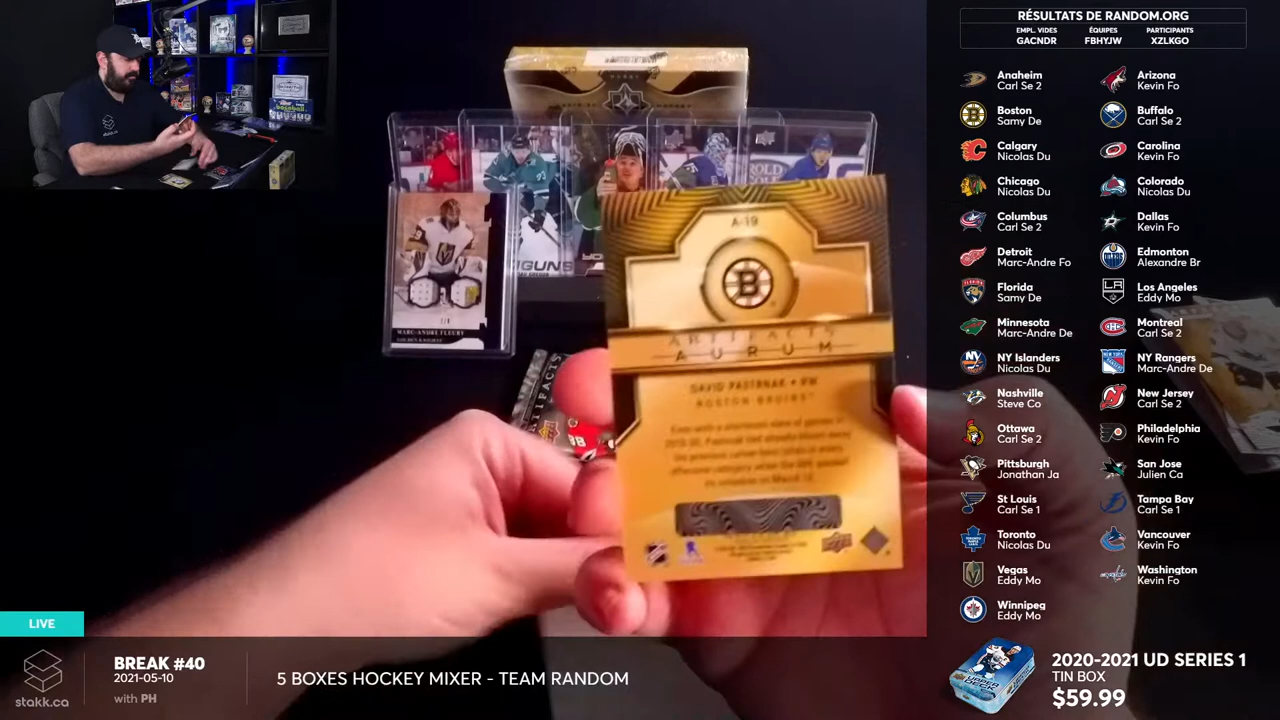 RÉSULTATS DE RANDOM.ORG
EMPL. VIDES ÉQUIPES PARTICIPANTS
GACNDR FBHYJW XZLKGO
Anaheim
Carl Se 2
Arizona
Kevin Fo
Boston
Samy De
Buffalo
Carl Se 2
Calgary
Nicolas Du
Carolina
Kevin Fo
Chicago
Nicolas Du
Colorado
Nicolas Du
Columbus
Carl Se 2
Dallas
Kevin Fo
Detroit
Marc-Andre Fo
Edmonton
Alexandre Br
Florida
Samy De
Los Angeles
Eddy Mo
Minnesota
Marc-Andre De
Montreal
Carl Se 2
NY Islanders
Nicolas Du
NY Rangers
Marc-Andre De
Nashville
Steve Co
New Jersey
Carl Se 2
Ottawa
Carl Se 2
Philadelphia
Kevin Fo
Pittsburgh
Jonathan Ja
San Jose
Julien Ca
St Louis
Carl Se 1
Tampa Bay
Carl Se 1
Toronto
Nicolas Du
Vancouver
Kevin Fo
Vegas
Eddy Mo
Washington
Kevin Fo
Winnipeg
Eddy Mo
A-19
B
ARTIFACTS
AURUM
DAVID PASTRNAK • RW
BOSTON BRUINS
MARC-ANDRE FLEURY
GUNS
ARTIFACTS
LIVE
stakk.ca
BREAK #40
2021-05-10
with PH
5 BOXES HOCKEY MIXER - TEAM RANDOM
2020-2021 UD SERIES 1
TIN BOX
$59.99